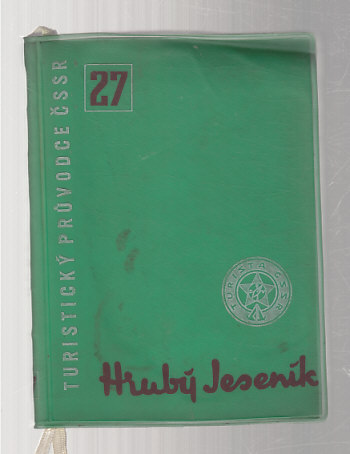 27
TURISTICKÝ PRŮVODCE ČSSR
TURISTA ČSSR
Hrubý Jeseník